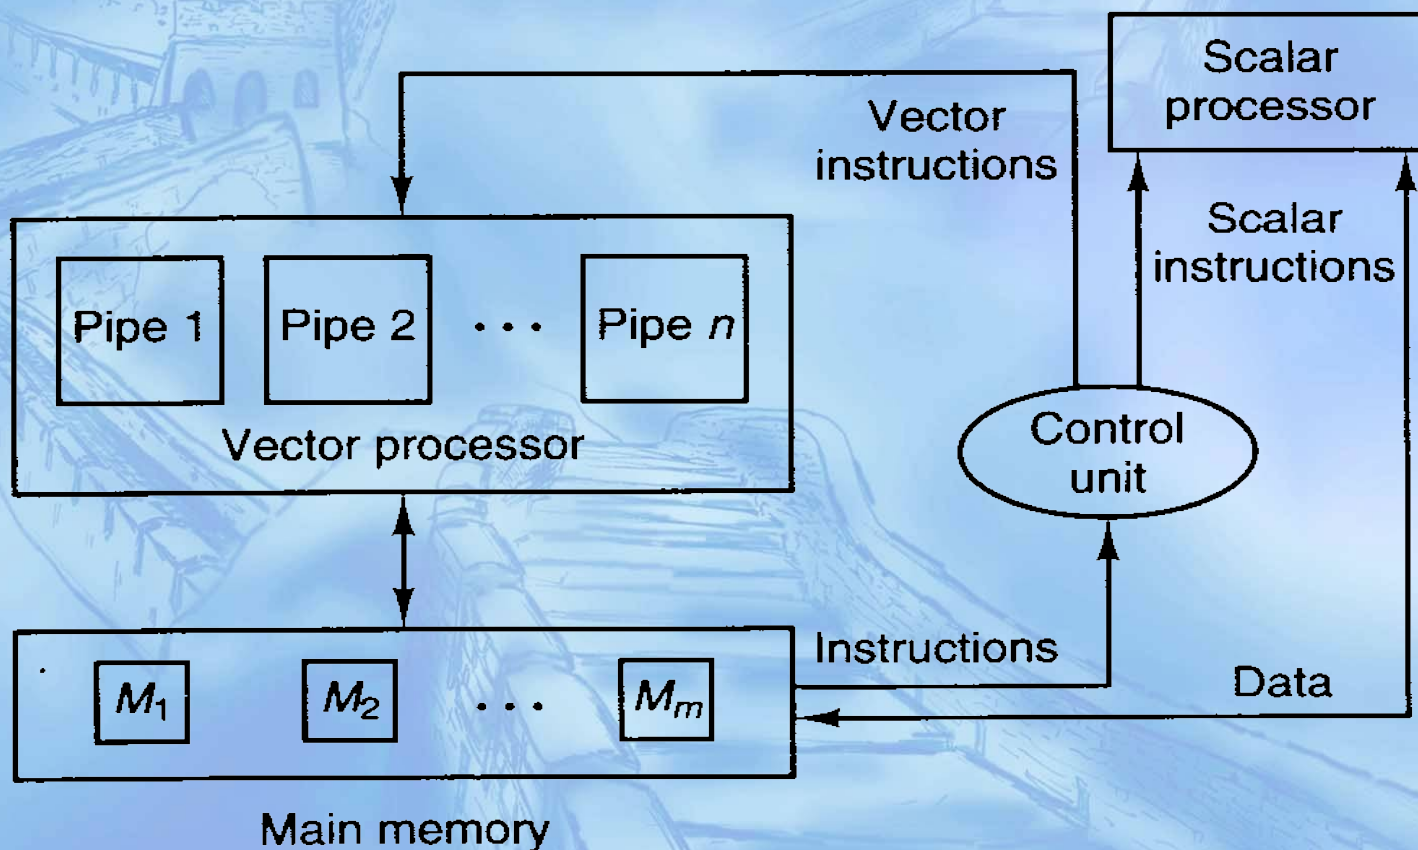 Scalar
processor
Vector
instructions
Scalar
instructions
Pipe 1 Pipe 2 ··· Pipe n
Vector processor
Control
unit
Instructions
Data
M₁ M₂ ··· Mₘ
Main memory